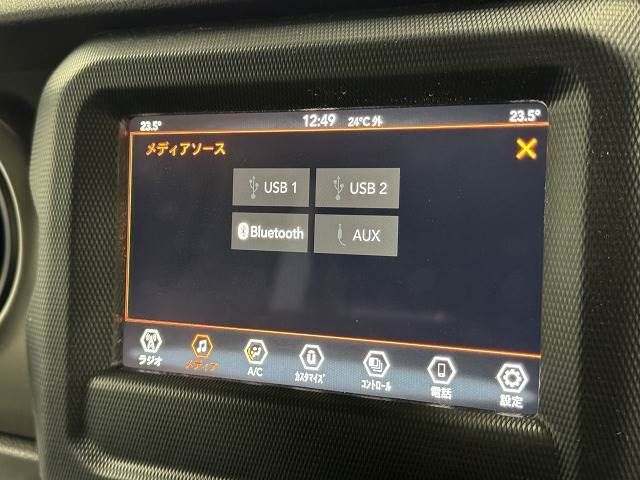 23.5° 12:49 24°C外 23.5°
メディアソース
USB 1 USB 2
Bluetooth AUX
ラジオ メディア A/C カスタマイズ コントロール 電話 設定